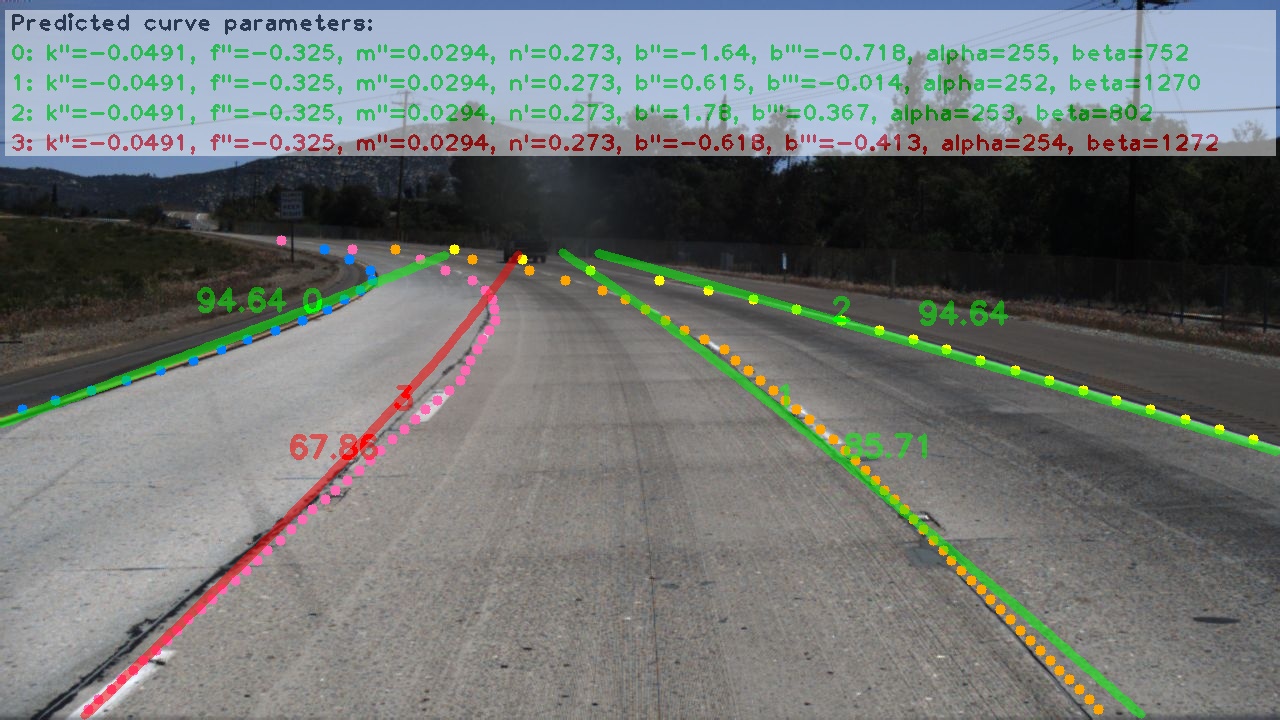 Predicted curve parameters:
0: k''=−0.0491, f''=−0.325, m''=0.0294, n'=0.273, b''=−1.64, b'''=−0.718, alpha=255, beta=752
1: k''=−0.0491, f''=−0.325, m''=0.0294, n'=0.273, b''=0.615, b'''=−0.014, alpha=252, beta=1270
2: k''=−0.0491, f''=−0.325, m''=0.0294, n'=0.273, b''=1.78, b'''=0.367, alpha=253, beta=802
3: k''=−0.0491, f''=−0.325, m''=0.0294, n'=0.273, b''=−0.618, b'''=−0.413, alpha=254, beta=1272
KEEP
RIGHT
94.64 0
2 94.64
3
1
67.86
85.71